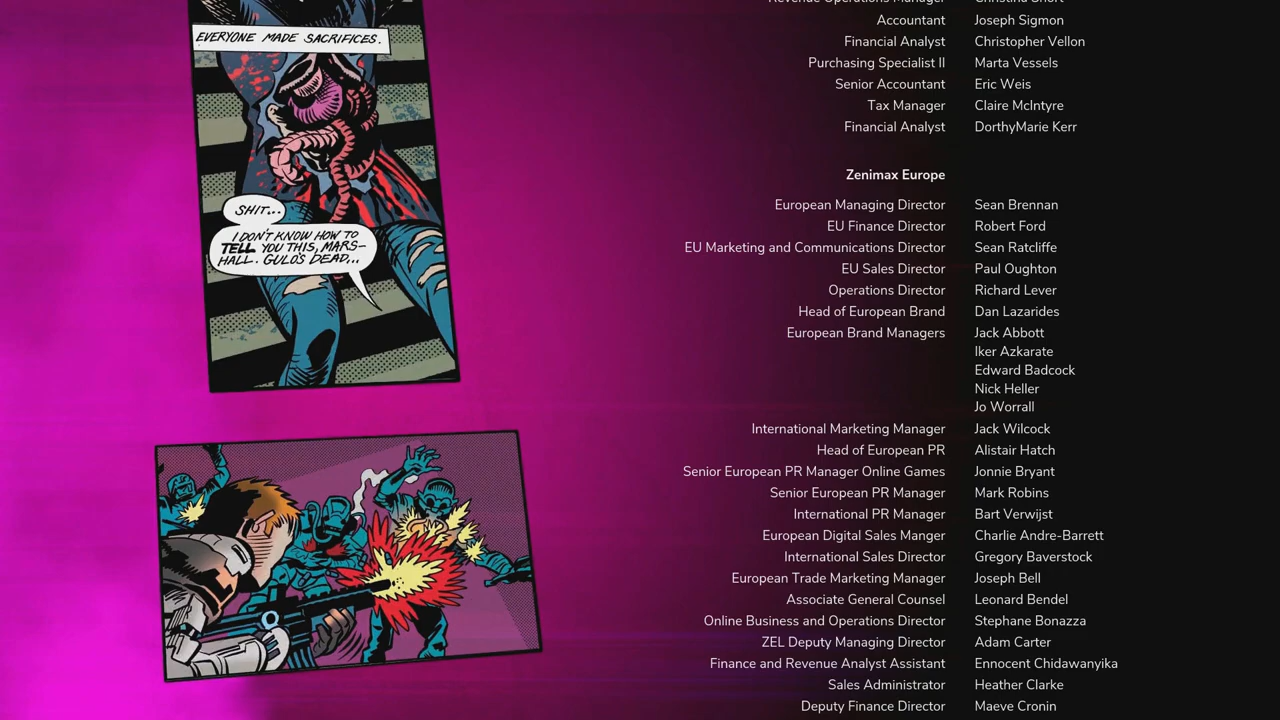 EVERYONE MADE SACRIFICES.
SHIT...
I DON'T KNOW HOW TO
TELL YOU THIS, MARS-
HALL. GULO'S DEAD...
Revenue Operations Manager Christina Short
Accountant Joseph Sigmon
Financial Analyst Christopher Vellon
Purchasing Specialist II Marta Vessels
Senior Accountant Eric Weis
Tax Manager Claire McIntyre
Financial Analyst DorthyMarie Kerr
Zenimax Europe
European Managing Director Sean Brennan
EU Finance Director Robert Ford
EU Marketing and Communications Director Sean Ratcliffe
EU Sales Director Paul Oughton
Operations Director Richard Lever
Head of European Brand Dan Lazarides
European Brand Managers Jack Abbott
Iker Azkarate
Edward Badcock
Nick Heller
Jo Worrall
International Marketing Manager Jack Wilcock
Head of European PR Alistair Hatch
Senior European PR Manager Online Games Jonnie Bryant
Senior European PR Manager Mark Robins
International PR Manager Bart Verwijst
European Digital Sales Manger Charlie Andre-Barrett
International Sales Director Gregory Baverstock
European Trade Marketing Manager Joseph Bell
Associate General Counsel Leonard Bendel
Online Business and Operations Director Stephane Bonazza
ZEL Deputy Managing Director Adam Carter
Finance and Revenue Analyst Assistant Ennocent Chidawanyika
Sales Administrator Heather Clarke
Deputy Finance Director Maeve Cronin